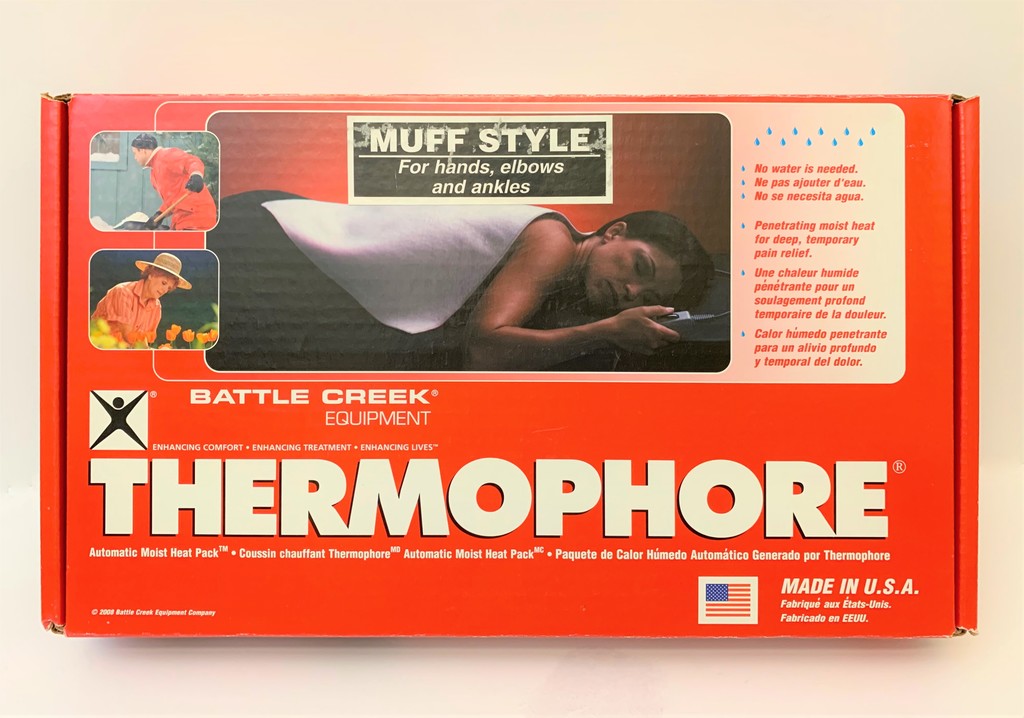 MUFF STYLE
For hands, elbows
and ankles
No water is needed.
Ne pas ajouter d'eau.
No se necesita agua.
Penetrating moist heat
for deep, temporary
pain relief.
Une chaleur humide
pénétrante pour un
soulagement profond
temporaire de la douleur.
Calor húmedo penetrante
para un alivio profundo
y temporal del dolor.
®
BATTLE CREEK®
EQUIPMENT
ENHANCING COMFORT • ENHANCING TREATMENT • ENHANCING LIVES™
THERMOPHORE®
Automatic Moist Heat Pack™ • Coussin chauffant Thermophore MD Automatic Moist Heat Pack MC • Paquete de Calor Húmedo Automático Generado por Thermophore
MADE IN U.S.A.
Fabriqué aux États-Unis.
Fabricado en EEUU.
© 2008 Battle Creek Equipment Company